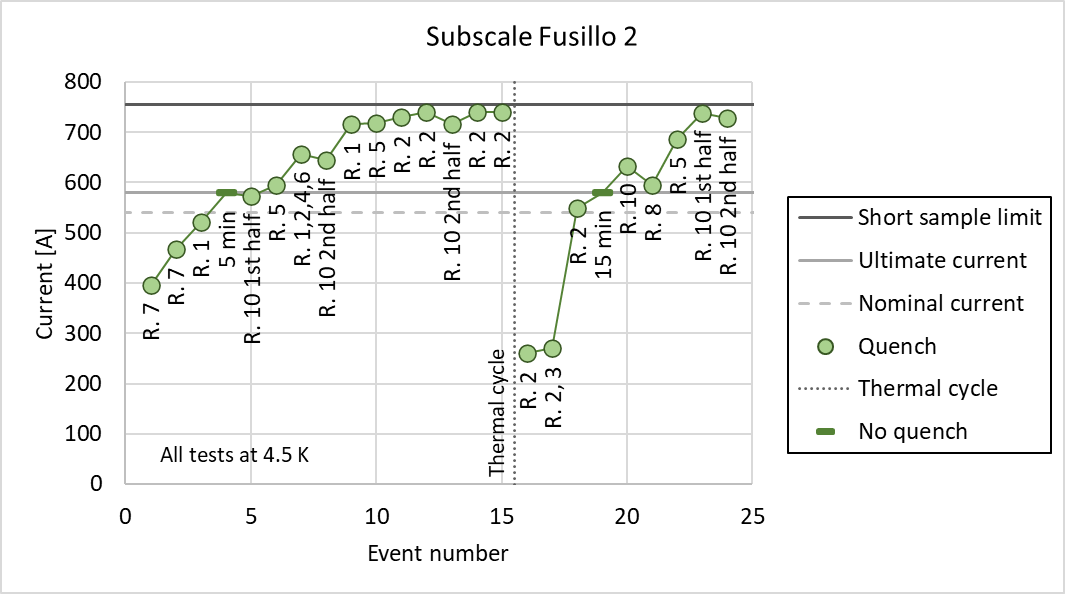 Subscale Fusillo 2
Current [A]
800
700
600
500
400
300
200
100
0
R. 7
R. 7
R. 1
5 min
R. 10 1st half
R. 5
R. 1,2,4,6
R. 10 2nd half
R. 1
R. 5
R. 2
R. 2
R. 10 2nd half
R. 2
R. 2
Thermal cycle
R. 2
R. 2, 3
R. 2
15 min
R. 10
R. 8
R. 5
R. 10 1st half
R. 10 2nd half
All tests at 4.5 K
0
5
10
15
20
25
Event number
Short sample limit
Ultimate current
Nominal current
Quench
Thermal cycle
No quench